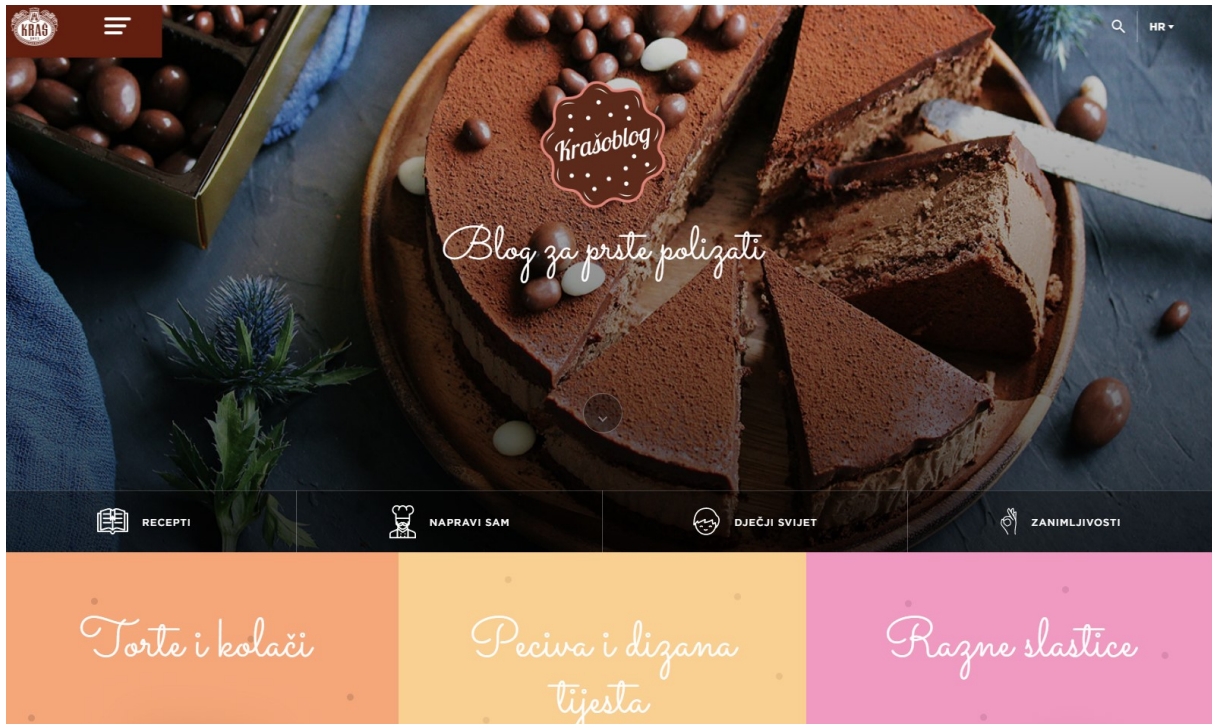 KRAŠ
HR
Krašoblog
Blog za prste polizati
RECEPTI
NAPRAVI SAM
DJEČJI SVIJET
ZANIMLJIVOSTI
Torte i kolači
Peciva i dizana
tijesta
Razne slastice